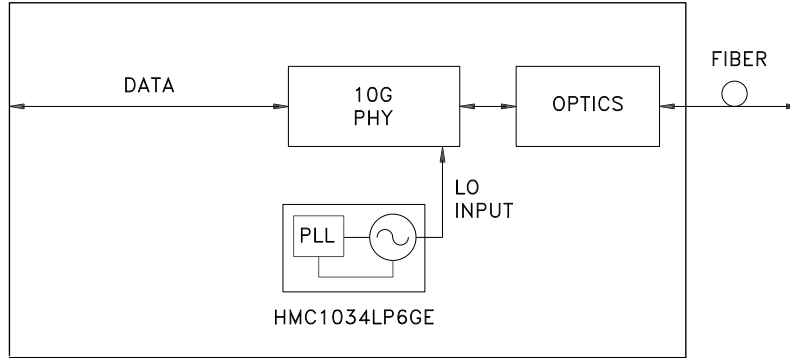 DATA
10G
PHY
OPTICS
FIBER
LO
INPUT
PLL
HMC1034LP6GE